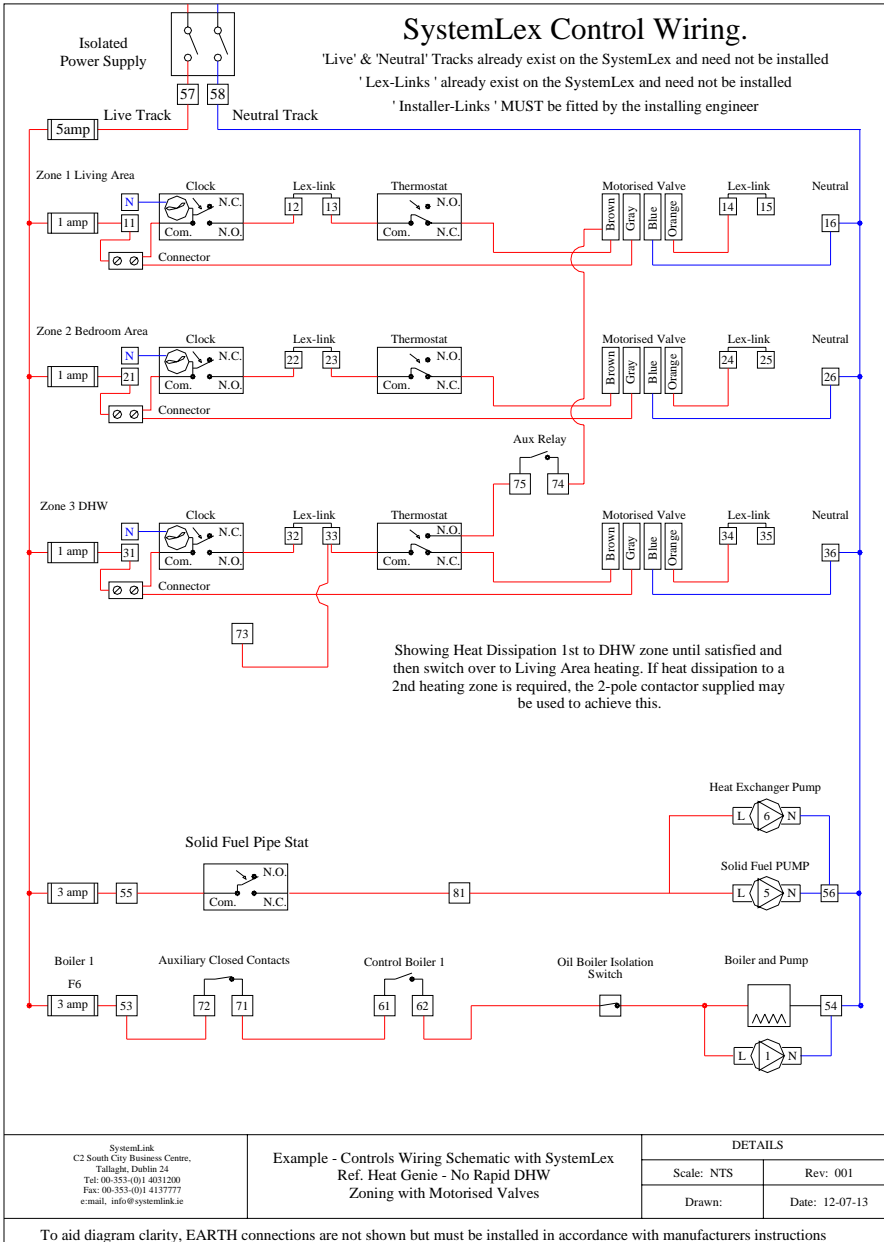 SystemLex Control Wiring.
'Live' & 'Neutral' Tracks already exist on the SystemLex and need not be installed
' Lex-Links ' already exist on the SystemLex and need not be installed
' Installer-Links ' MUST be fitted by the installing engineer
Isolated
Power Supply
57 58
Live Track Neutral Track
5amp
Zone 1 Living Area
Clock Lex-link Thermostat Motorised Valve Lex-link Neutral
N N.C. 12 13 N.O. Brown Gray Blue Orange 14 15
1 amp 11 Com. N.O. Com. N.C. 16
Connector
Zone 2 Bedroom Area
Clock Lex-link Thermostat Motorised Valve Lex-link Neutral
N N.C. 22 23 N.O. Brown Gray Blue Orange 24 25
1 amp 21 Com. N.O. Com. N.C. 26
Connector
Aux Relay
75 74
Zone 3 DHW
Clock Lex-link Thermostat Motorised Valve Lex-link Neutral
N N.C. 32 33 N.O. Brown Gray Blue Orange 34 35
1 amp 31 Com. N.O. Com. N.C. 36
Connector
73
Showing Heat Dissipation 1st to DHW zone until satisfied and
then switch over to Living Area heating. If heat dissipation to a
2nd heating zone is required, the 2-pole contactor supplied may
be used to achieve this.
Heat Exchanger Pump
L 6 N
Solid Fuel Pipe Stat
Solid Fuel PUMP
3 amp 55 N.O. Com. N.C. 81 L 5 N 56
Boiler 1 Auxiliary Closed Contacts Control Boiler 1 Oil Boiler Isolation
Switch
Boiler and Pump
F6
3 amp 53 72 71 61 62 54
L 1 N
SystemLink
C2 South City Business Centre,
Tallaght, Dublin 24
Tel: 00-353-(0)1 4031200
Fax: 00-353-(0)1 4137777
e:mail, info@systemlink.ie
Example - Controls Wiring Schematic with SystemLex
Ref. Heat Genie - No Rapid DHW
Zoning with Motorised Valves
DETAILS
Scale: NTS Rev: 001
Drawn: Date: 12-07-13
To aid diagram clarity, EARTH connections are not shown but must be installed in accordance with manufacturers instructions